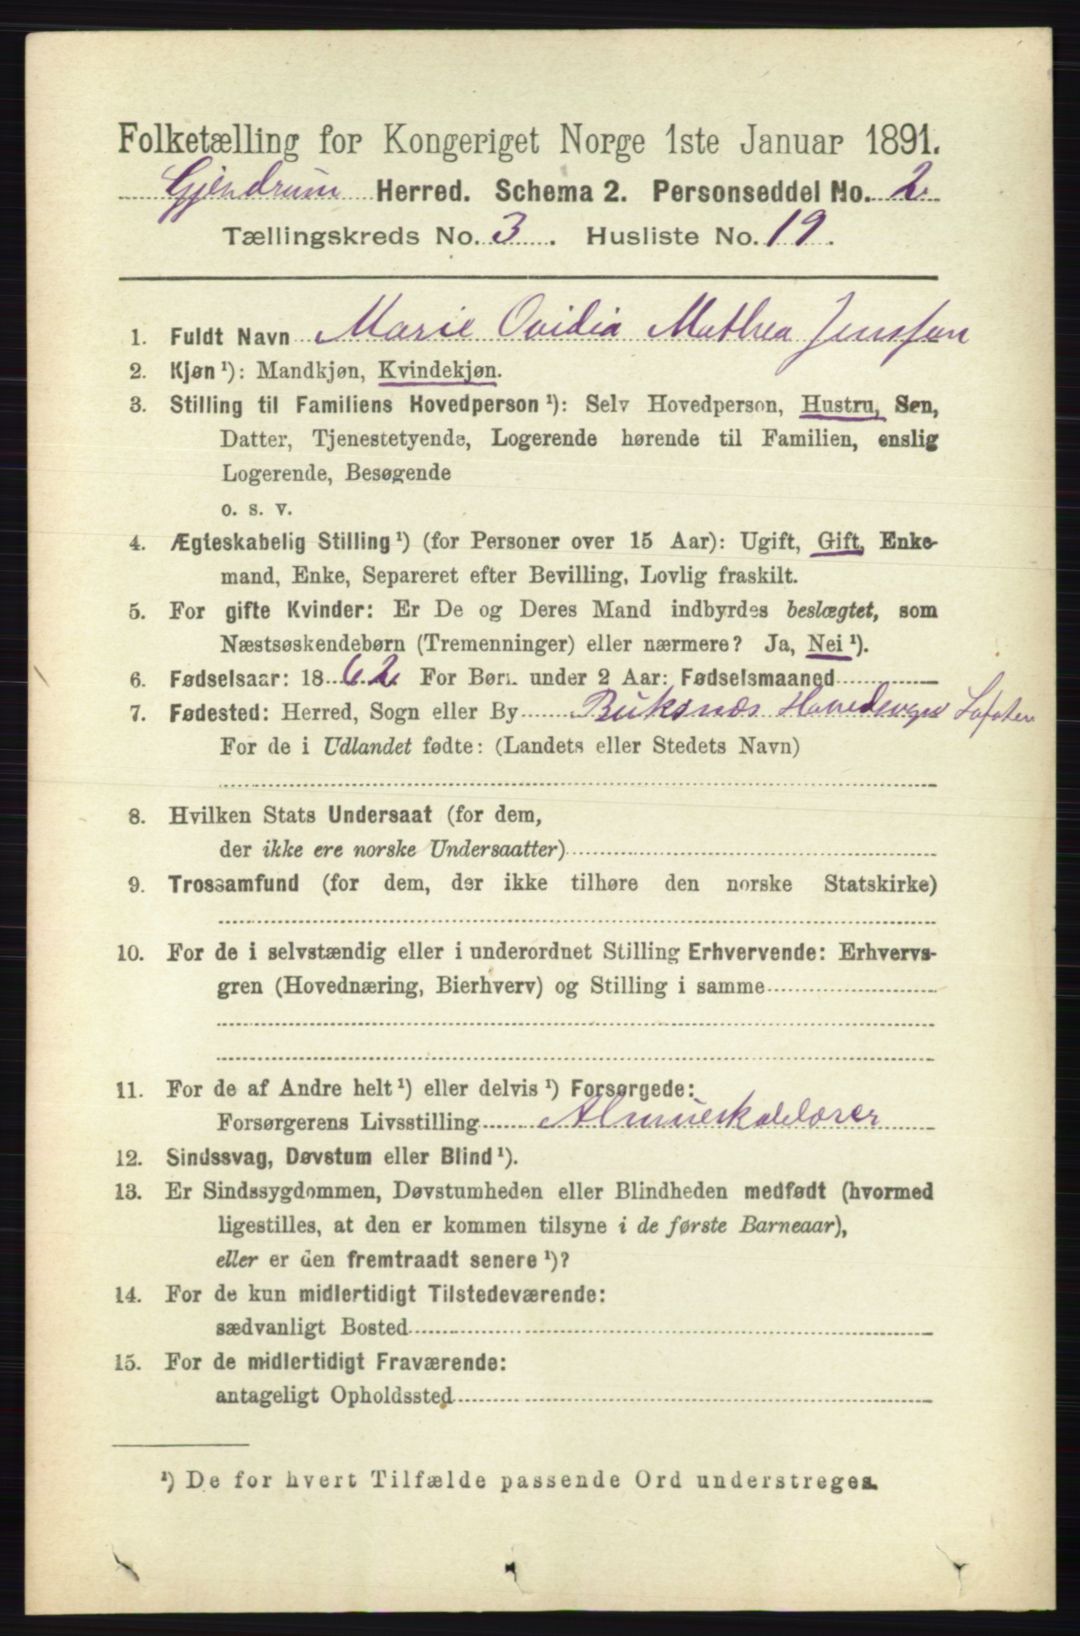 Folketælling for Kongeriget Norge 1ste Januar 1891.
Gjerdrum Herred. Schema 2. Personseddel No. 2
Tællingskreds No. 3. Husliste No. 19.
1. Fuldt Navn Marie Ovidia Mathea Jenssen
2. Kjøn ¹): Mandkjøn, Kvindekjøn.
3. Stilling til Familiens Hovedperson ¹): Selv Hovedperson, Hustru, Søn,
Datter, Tjenestetyende, Logerende hørende til Familien, enslig
Logerende, Besøgende
o. s. v.
4. Ægteskabelig Stilling ¹) (for Personer over 15 Aar): Ugift, Gift, Enke-
mand, Enke, Separeret efter Bevilling, Lovlig fraskilt.
5. For gifte Kvinder: Er De og Deres Mand indbyrdes beslægtet, som
Næstsøskendebørn (Tremenninger) eller nærmere? Ja, Nei ¹).
6. Fødselsaar: 1862 For Børn under 2 Aar: Fødselsmaaned
7. Fødested: Herred, Sogn eller By Buksnæs Lofoten
For de i Udlandet fødte: (Landets eller Stedets Navn)
8. Hvilken Stats Undersaat (for dem,
der ikke ere norske Undersaatter)
9. Trossamfund (for dem, der ikke tilhøre den norske Statskirke)
10. For de i selvstændig eller i underordnet Stilling Erhvervende: Erhvervs-
gren (Hovednæring, Bierhverv) og Stilling i samme
11. For de af Andre helt ¹) eller delvis ¹) Forsørgede:
Forsørgerens Livsstilling Almueskolelærer
12. Sindssvag, Døvstum eller Blind ¹).
13. Er Sindssygdommen, Døvstumheden eller Blindheden medfødt (hvormed
ligestilles, at den er kommen tilsyne i de første Barneaar),
eller er den fremtraadt senere ¹)?
14. For de kun midlertidigt Tilstedeværende:
sædvanligt Bosted
15. For de midlertidigt Fraværende:
antageligt Opholdssted
¹) De for hvert Tilfælde passende Ord understreges.